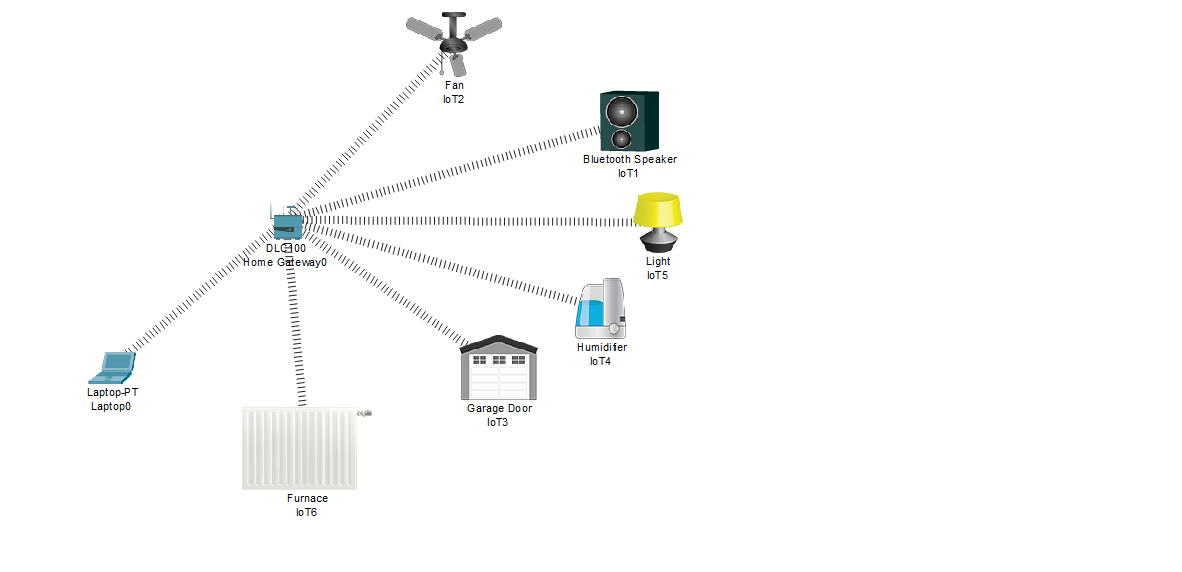 Fan
IoT2
Bluetooth Speaker
IoT1
Light
IoT5
DLC100
Home Gateway0
Humidifier
IoT4
Laptop-PT
Laptop0
Garage Door
IoT3
Furnace
IoT6